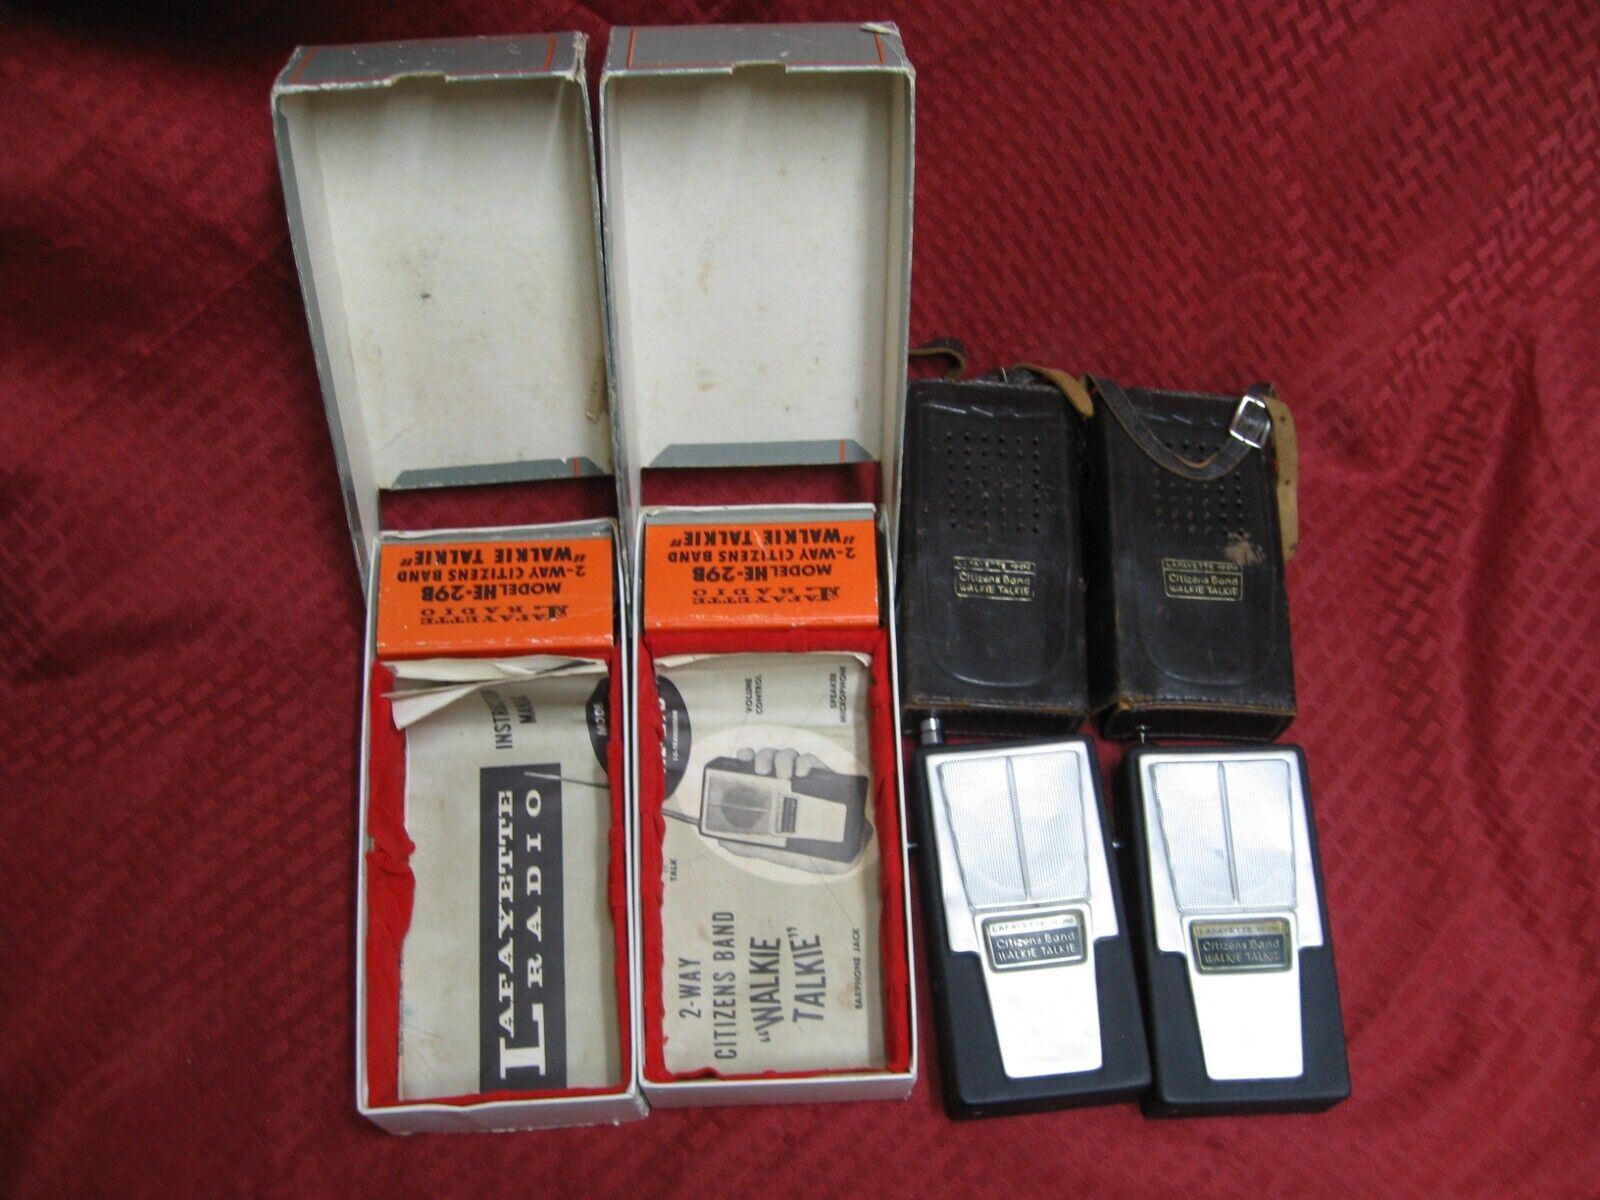 LAFAYETTE
RADIO
MODEL HE-29B
2-WAY CITIZENS BAND
"WALKIE TALKIE"
LAFAYETTE
RADIO
MODEL HE-29B
2-WAY CITIZENS BAND
"WALKIE TALKIE"
LAFAYETTE
RADIO
2-WAY
CITIZENS BAND
"WALKIE
TALKIE"
TALK
VOLUME
CONTROL
SPEAKER
MICROPHONE
EARPHONE JACK
Citizens Band
WALKIE TALKIE
LAFAYETTE
Citizens Band
WALKIE TALKIE
LAFAYETTE
Citizens Band
WALKIE TALKIE
LAFAYETTE
Citizens Band
WALKIE TALKIE